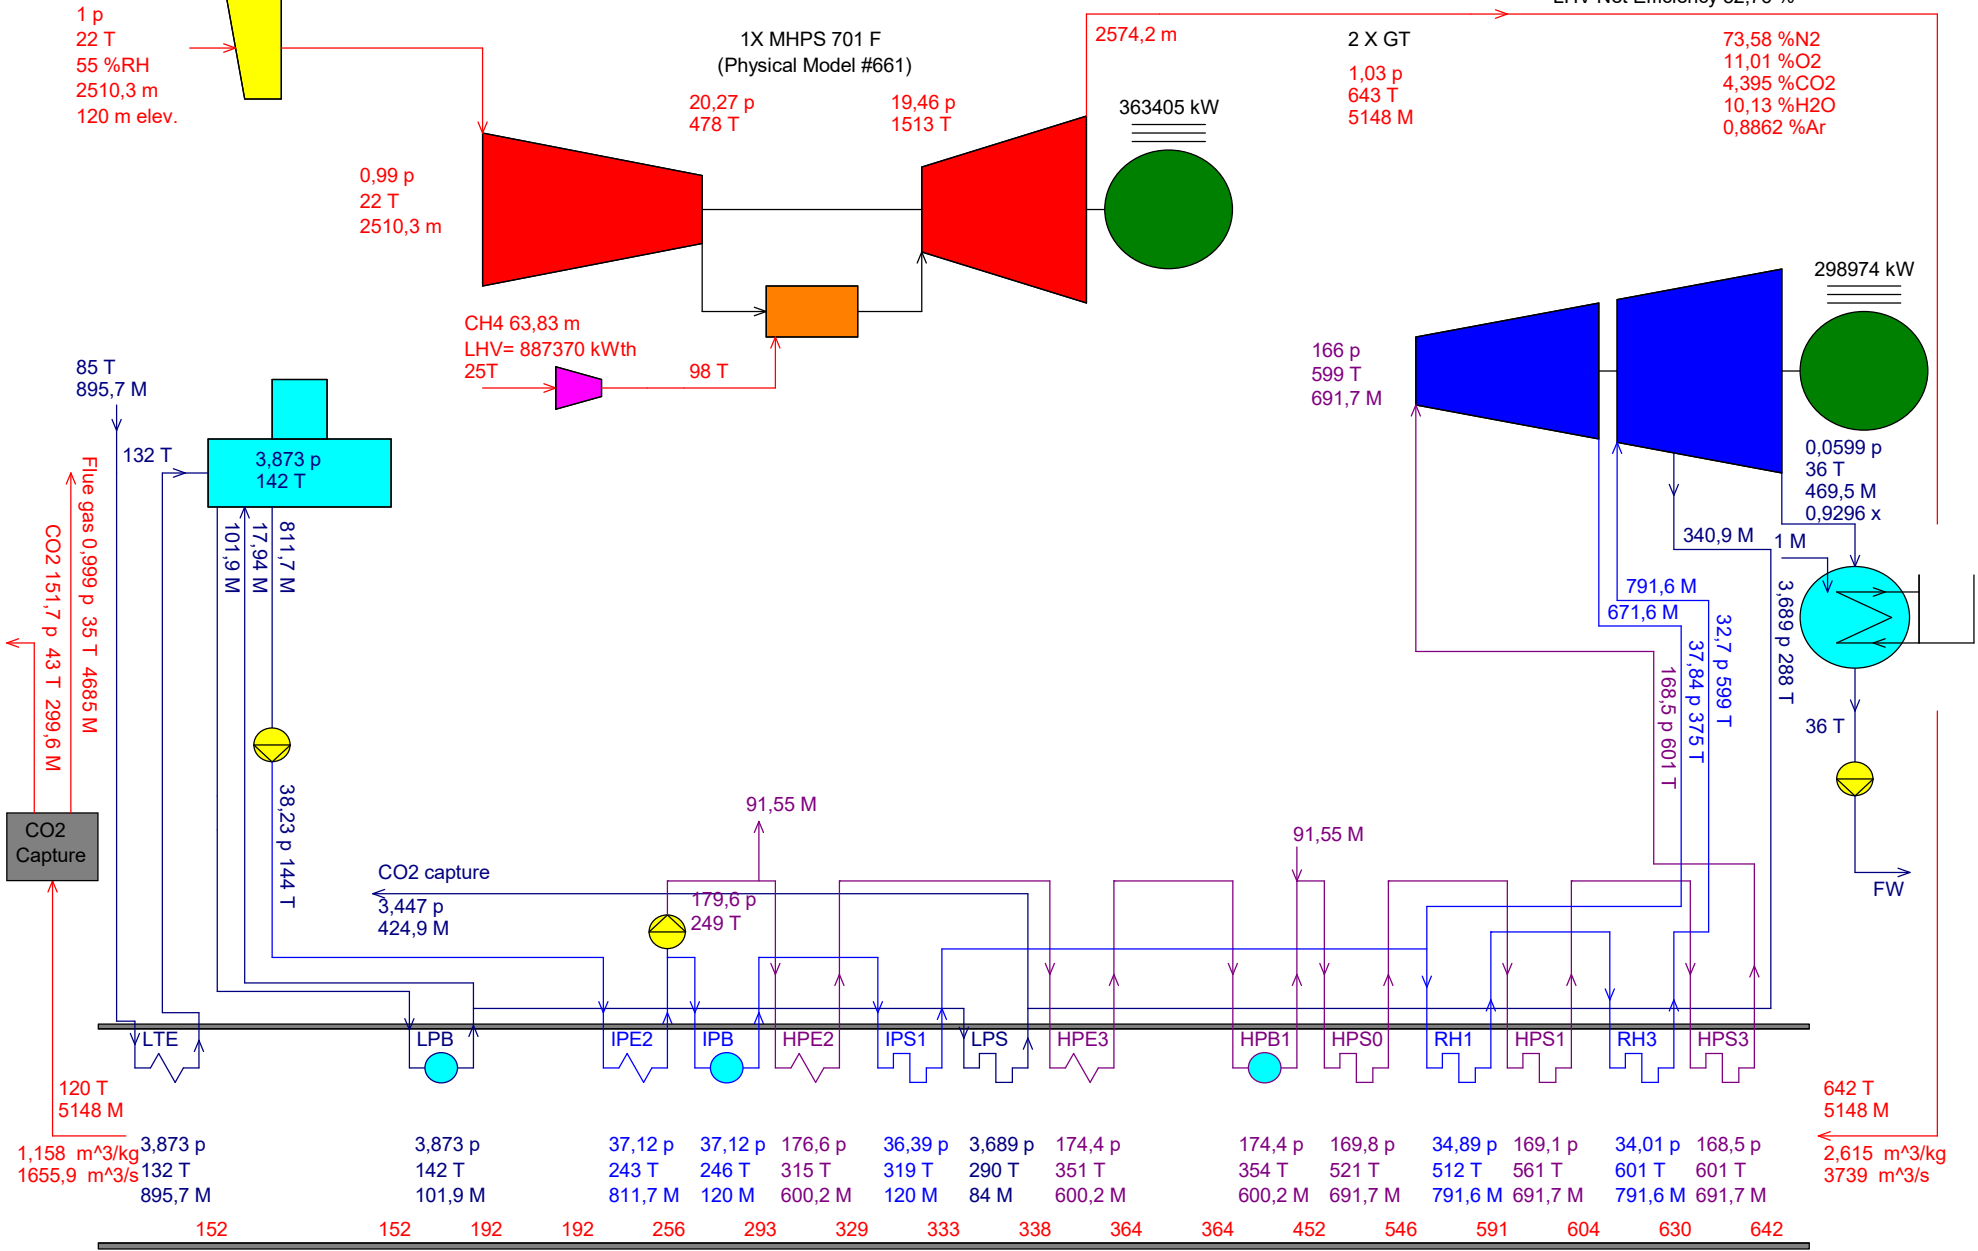 LHV Net Efficiency 52,76 %
1 p
22 T
55 %RH
2510,3 m
120 m elev.
1X MHPS 701 F
(Physical Model #661)
2574,2 m
2 X GT
1,03 p
643 T
5148 M
73,58 %N2
11,01 %O2
4,395 %CO2
10,13 %H2O
0,8862 %Ar
20,27 p
478 T
19,46 p
1513 T
363405 kW
0,99 p
22 T
2510,3 m
298974 kW
CH4 63,83 m
LHV= 887370 kWth
25T
98 T
166 p
599 T
691,7 M
85 T
895,7 M
132 T
3,873 p
142 T
0,0599 p
36 T
469,5 M
0,9296 x
Flue gas 0,999 p 35 T 4685 M
CO2 151,7 p 43 T 299,6 M
101,9 M
17,94 M
811,7 M
340,9 M
1 M
791,6 M
671,6 M
3,689 p 288 T
32,7 p 599 T
37,84 p 375 T
168,5 p 601 T
36 T
38,23 p 144 T
91,55 M
91,55 M
CO2
Capture
CO2 capture
3,447 p
424,9 M
179,6 p
249 T
FW
LTE
LPB
IPE2
IPB
HPE2
IPS1
LPS
HPE3
HPB1
HPS0
RH1
HPS1
RH3
HPS3
120 T
5148 M
642 T
5148 M
1,158 m^3/kg
1655,9 m^3/s
3,873 p
132 T
895,7 M
3,873 p
142 T
101,9 M
37,12 p
243 T
811,7 M
37,12 p
246 T
120 M
176,6 p
315 T
600,2 M
36,39 p
319 T
120 M
3,689 p
290 T
84 M
174,4 p
351 T
600,2 M
174,4 p
354 T
600,2 M
169,8 p
521 T
691,7 M
34,89 p
512 T
791,6 M
169,1 p
561 T
691,7 M
34,01 p
601 T
791,6 M
168,5 p
601 T
691,7 M
2,615 m^3/kg
3739 m^3/s
152 152 192 192 256 293 329 333 338 364 364 452 546 591 604 630 642